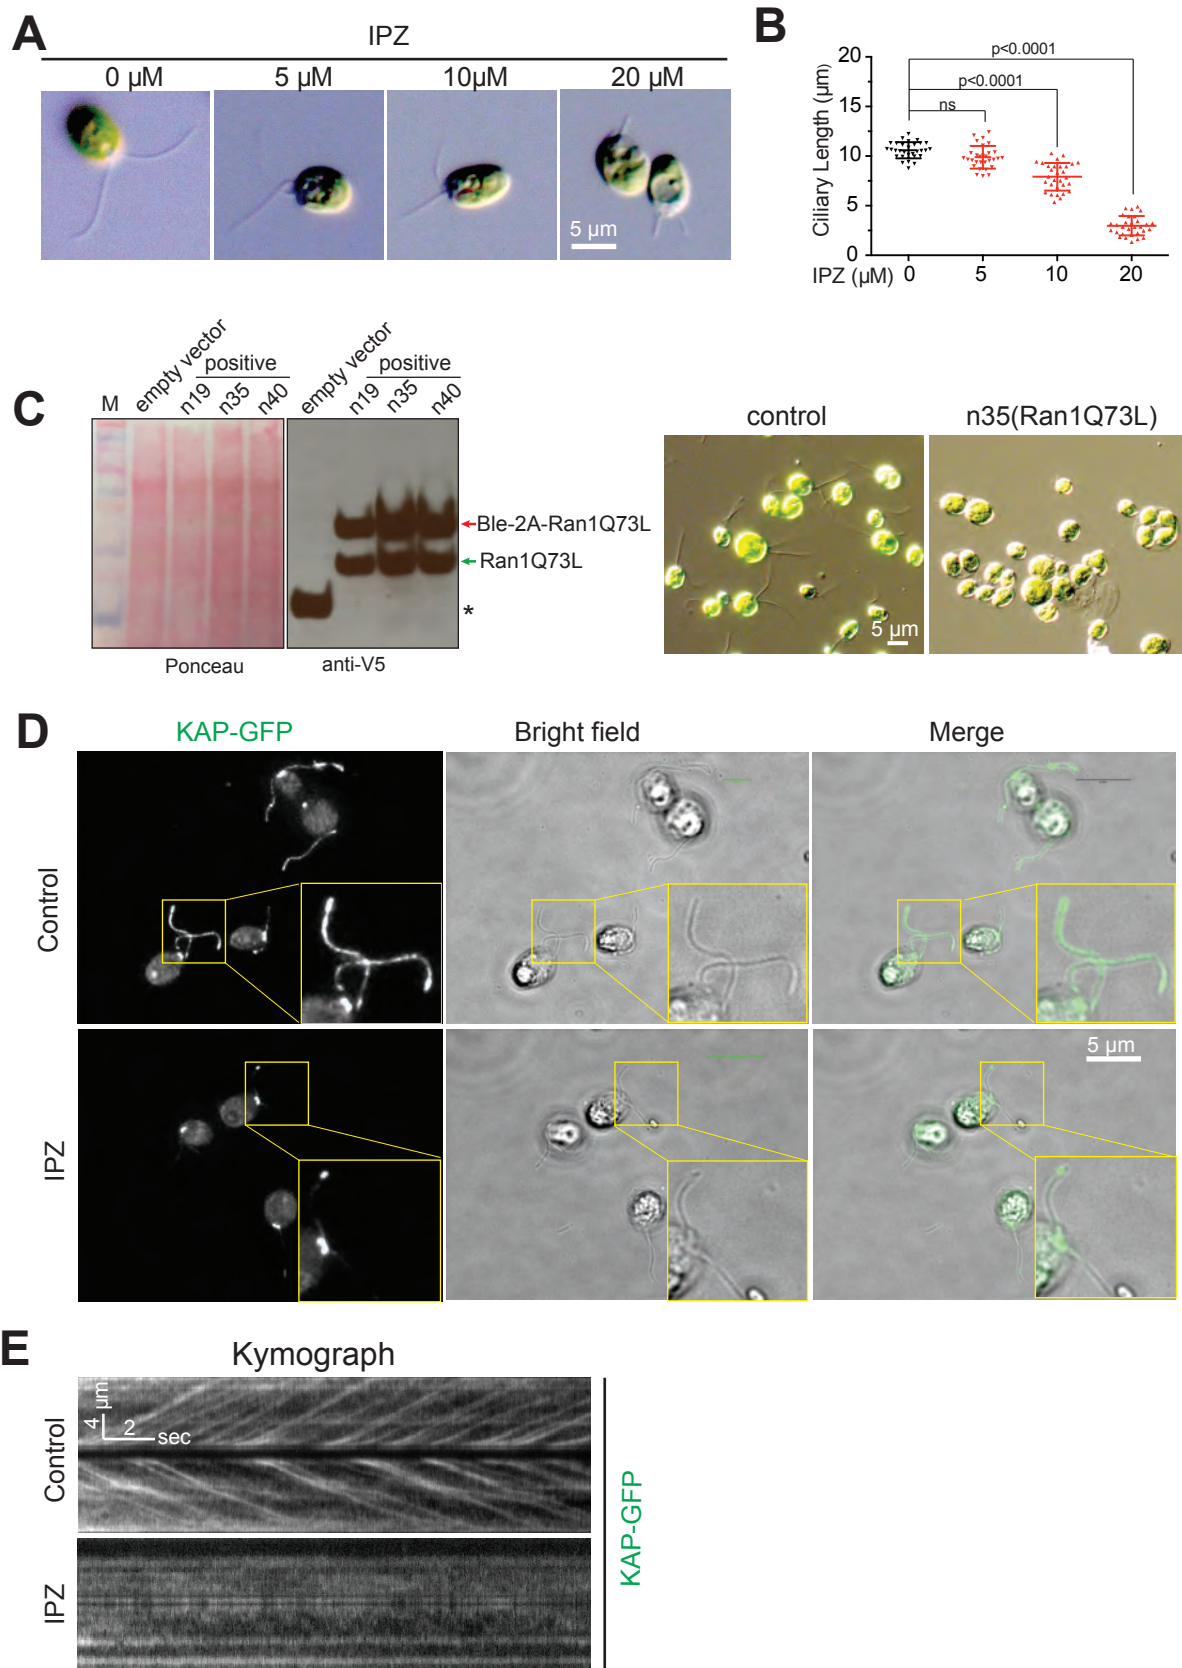 A
IPZ
0 µM
5 µM
10µM
20 µM
5 µm
B
p<0.0001
p<0.0001
ns
20
15
10
5
0
Ciliary Length (µm)
IPZ (µM)
0
5
10
20
C
M
empty vector
positive
n19
n35
n40
empty vector
positive
n19
n35
n40
Ble-2A-Ran1Q73L
Ran1Q73L
*
Ponceau
anti-V5
control
n35(Ran1Q73L)
5 µm
D
KAP-GFP
Bright field
Merge
Control
IPZ
5 µm
E
Kymograph
Control
4 µm
2
sec
IPZ
KAP-GFP